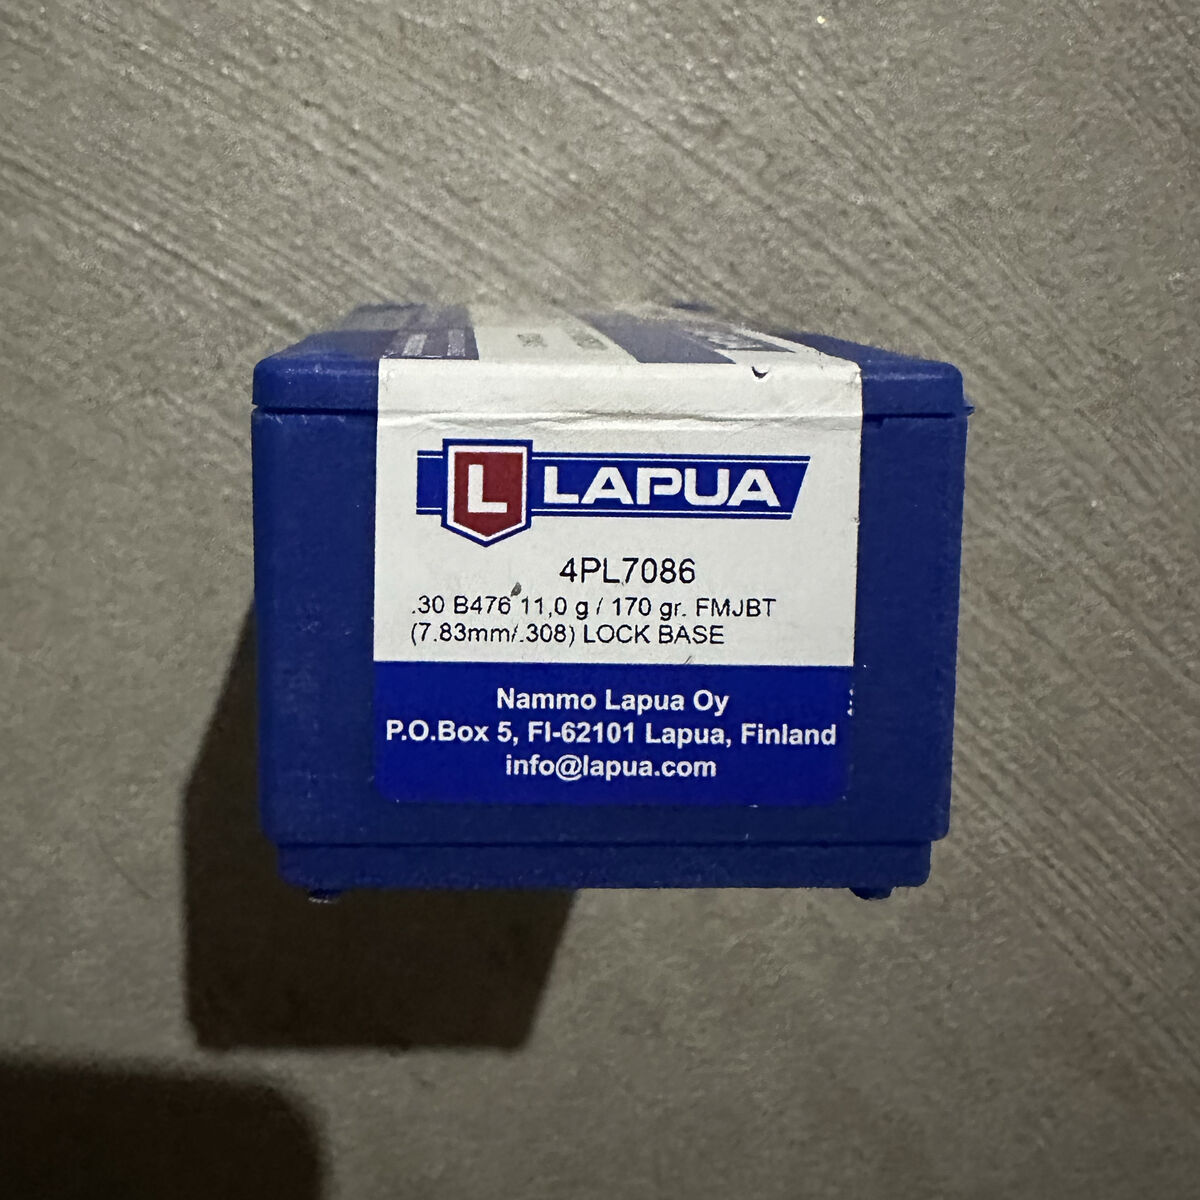 L LAPUA
4PL7086
.30 B476 11,0 g / 170 gr. FMJBT
(7.83mm/.308) LOCK BASE
Nammo Lapua Oy
P.O.Box 5, FI-62101 Lapua, Finland
info@lapua.com